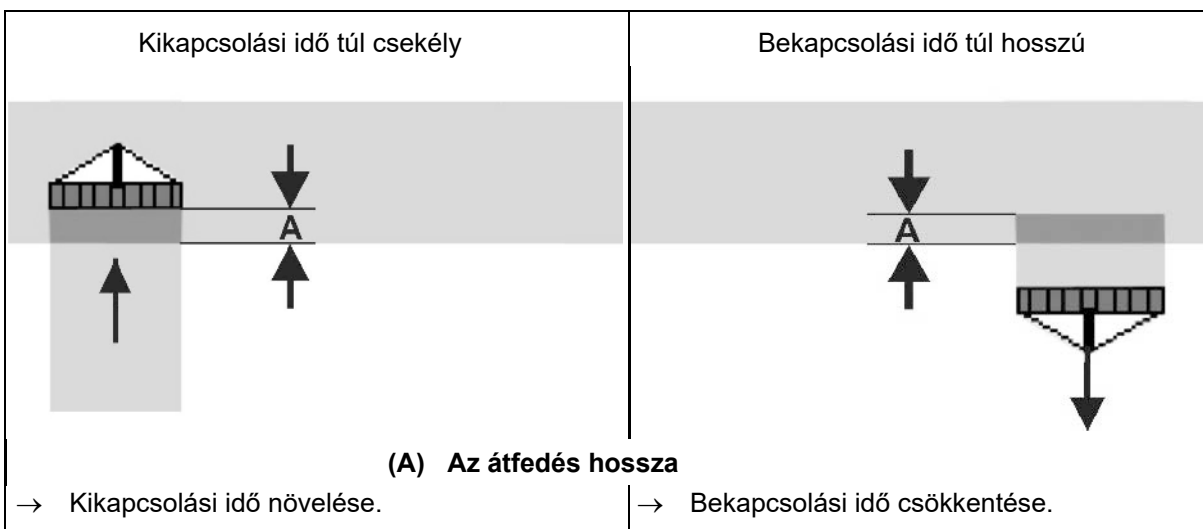 Kikapcsolási idő túl csekély
Bekapcsolási idő túl hosszú
A
A
(A) Az átfedés hossza
→ Kikapcsolási idő növelése.
→ Bekapcsolási idő csökkentése.